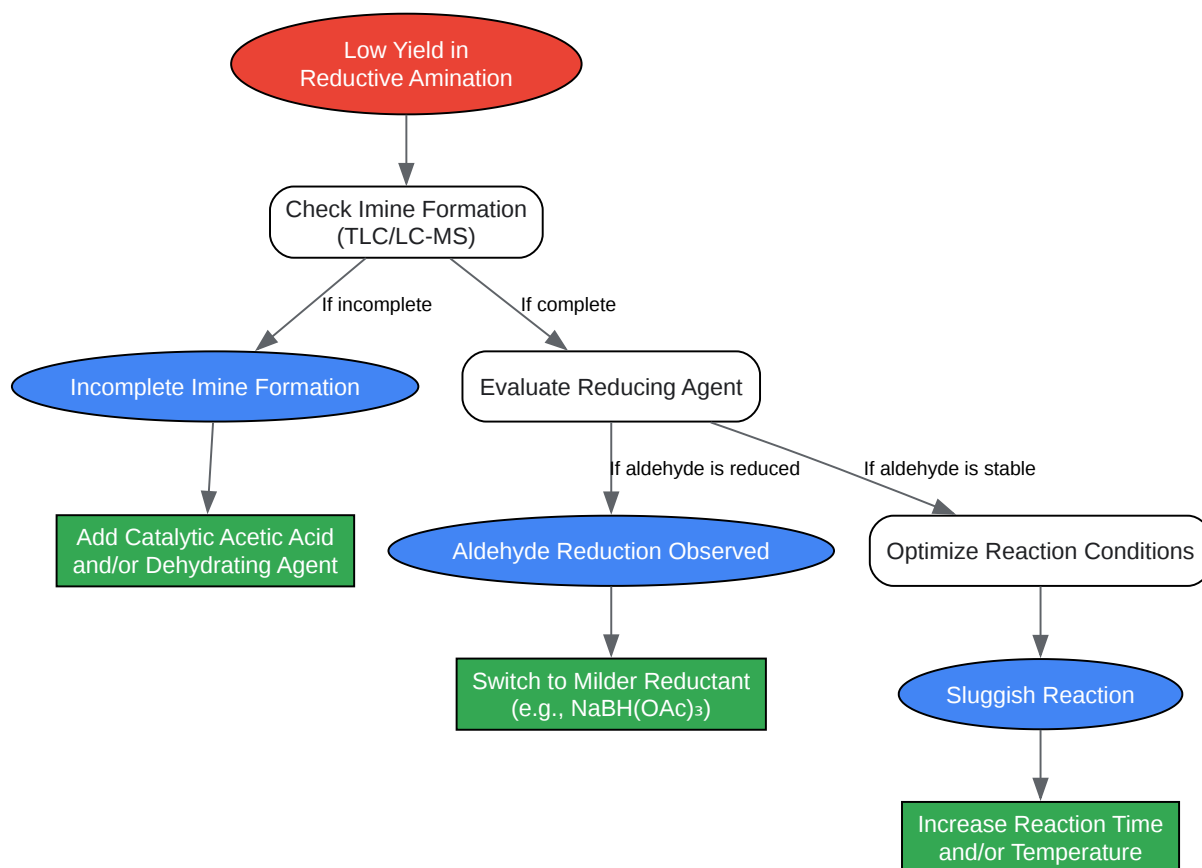 Low Yield in
Reductive Amination
Check Imine Formation
(TLC/LC-MS)
If incomplete
If complete
Incomplete Imine Formation
Evaluate Reducing Agent
If aldehyde is reduced
If aldehyde is stable
Add Catalytic Acetic Acid
and/or Dehydrating Agent
Aldehyde Reduction Observed
Optimize Reaction Conditions
Switch to Milder Reductant
(e.g., NaBH(OAc)₃)
Sluggish Reaction
Increase Reaction Time
and/or Temperature